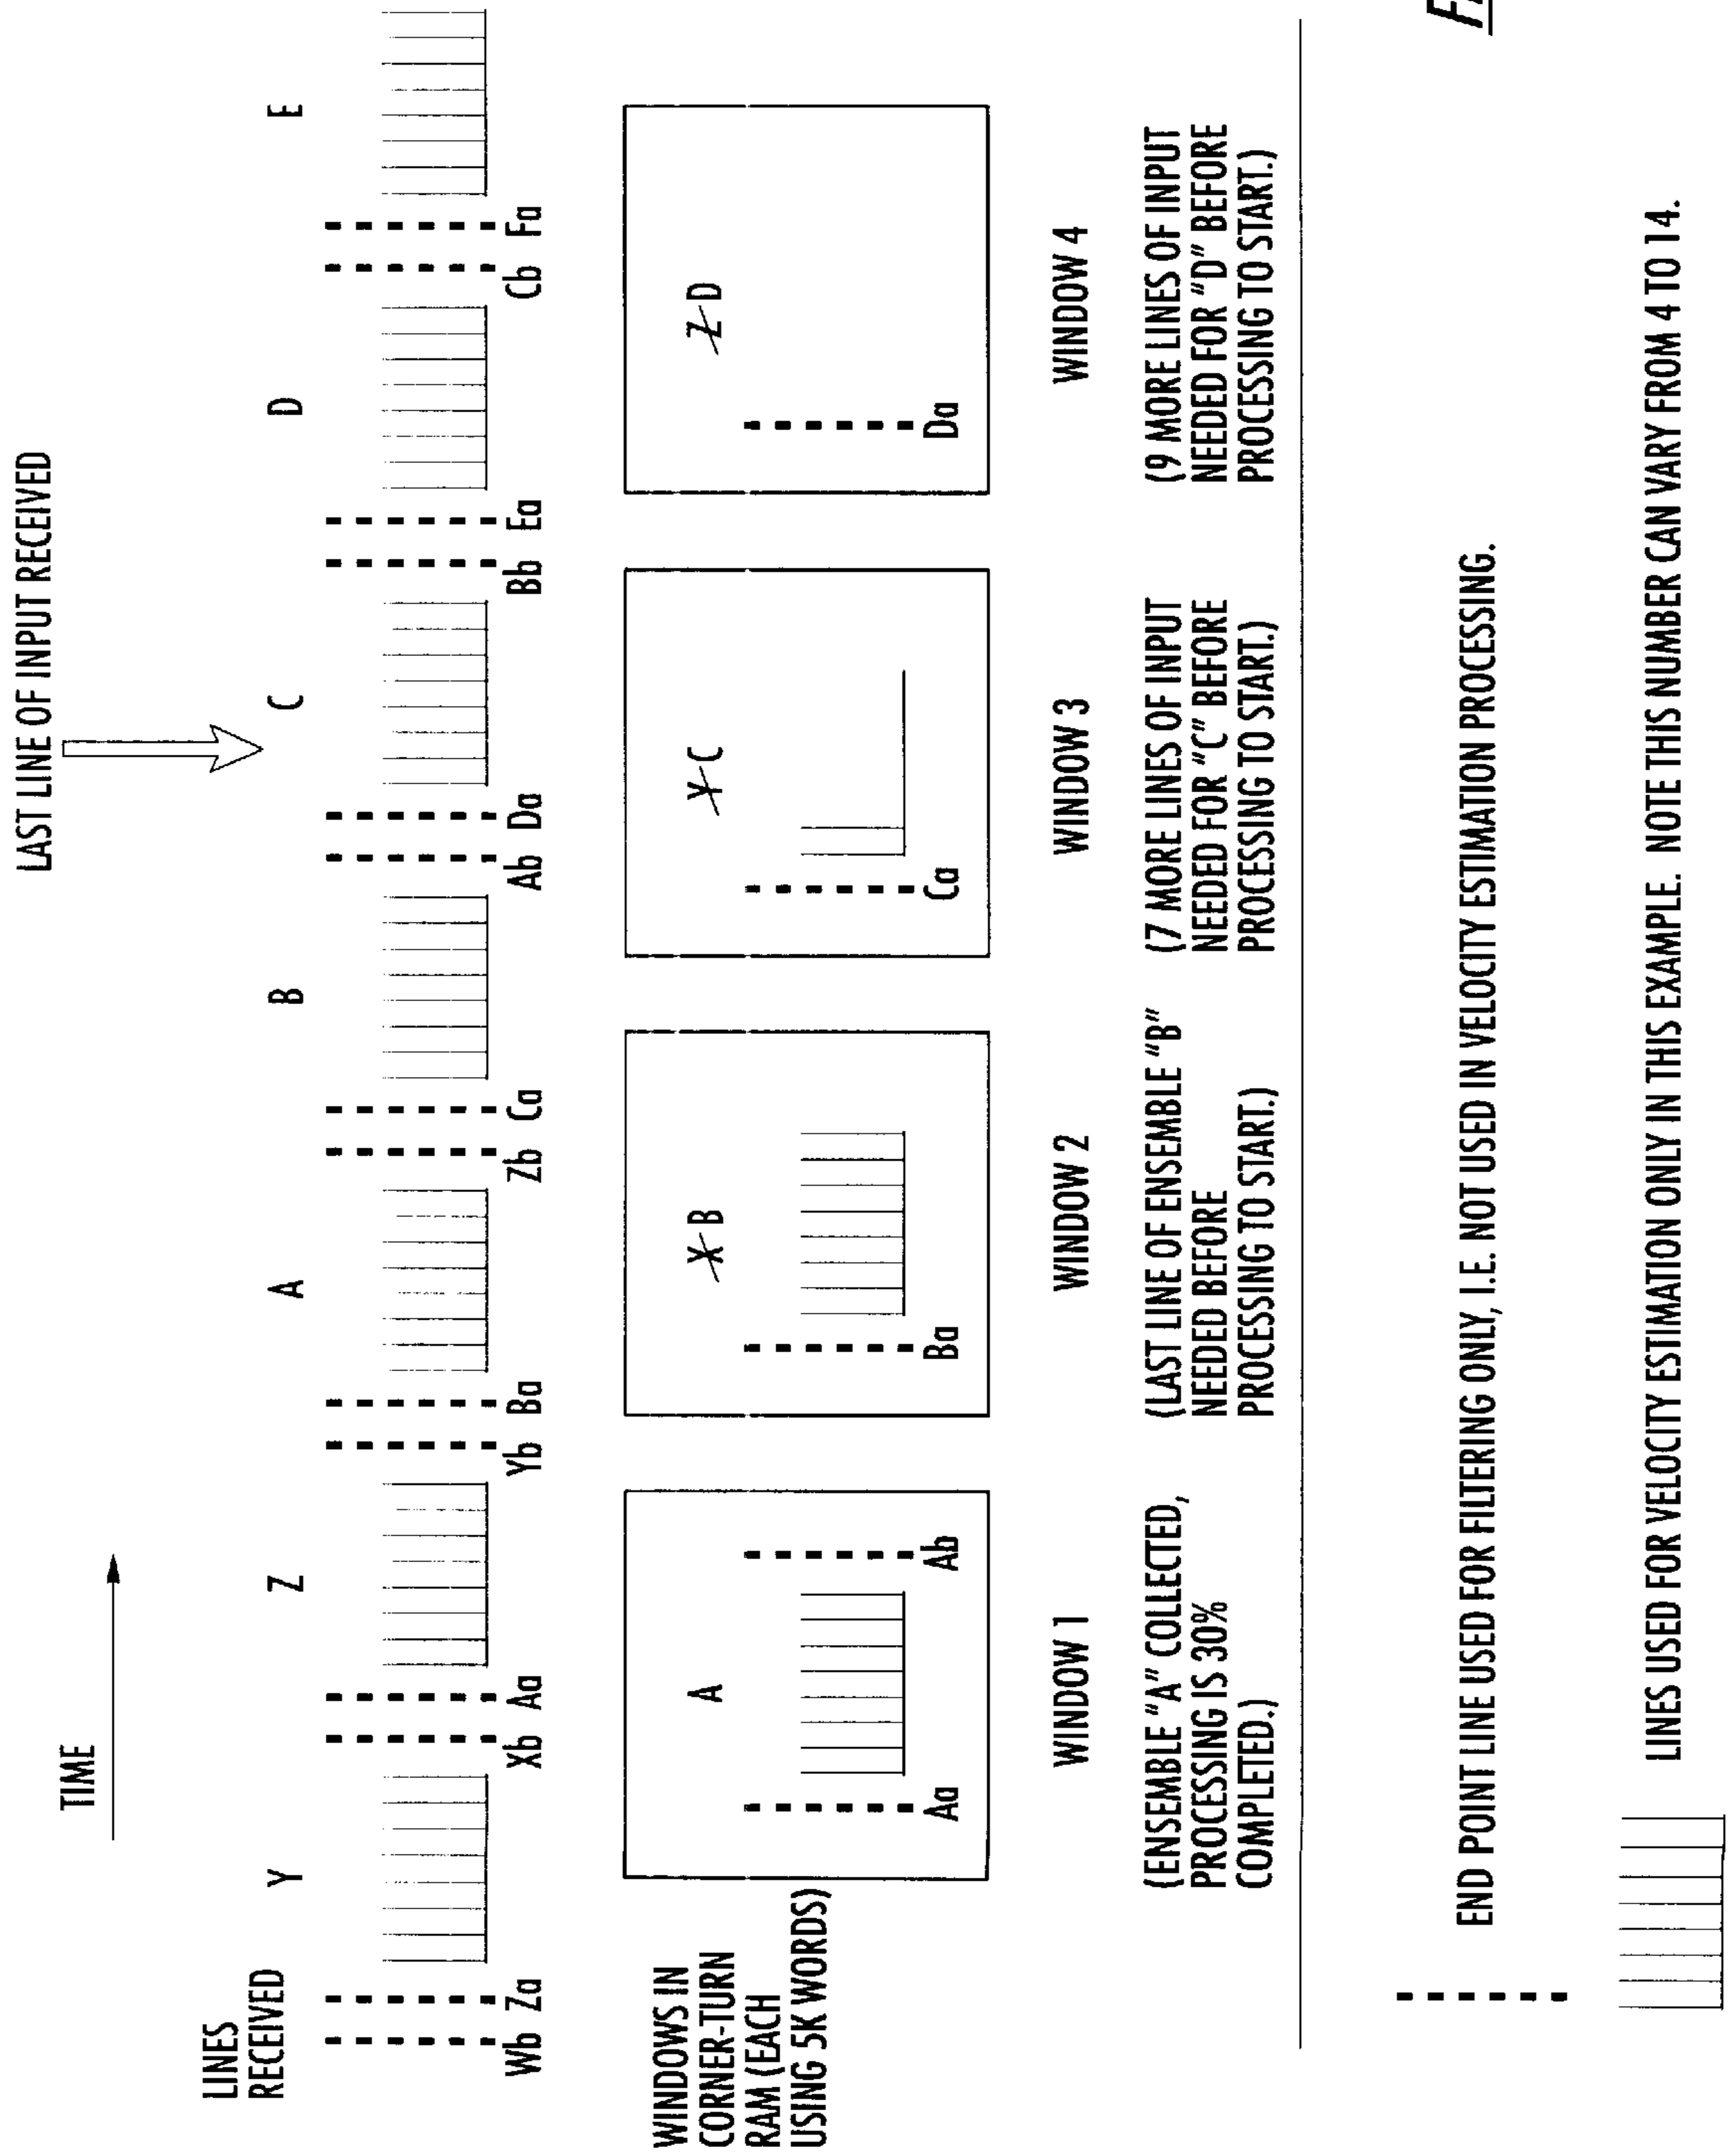 LAST LINE OF INPUT RECEIVED
TIME
LINES
RECEIVED
Y
Z
A
B
C
D
E
Wb Za
Xb Aa
Yb Ba
Zb Ca
Ab Da
Bb Ea
Cb Fa
WINDOWS IN
CORNER-TURN
RAM (EACH
USING 5K WORDS)
A
Aa
Ab
X B
Ba
Y C
Ca
Z D
Da
WINDOW 1
WINDOW 2
WINDOW 3
WINDOW 4
(ENSEMBLE "A" COLLECTED,
PROCESSING IS 30%
COMPLETED.)
(LAST LINE OF ENSEMBLE "B"
NEEDED BEFORE
PROCESSING TO START.)
(7 MORE LINES OF INPUT
NEEDED FOR "C" BEFORE
PROCESSING TO START.)
(9 MORE LINES OF INPUT
NEEDED FOR "D" BEFORE
PROCESSING TO START.)
END POINT LINE USED FOR FILTERING ONLY, I.E. NOT USED IN VELOCITY ESTIMATION PROCESSING.
LINES USED FOR VELOCITY ESTIMATION ONLY IN THIS EXAMPLE. NOTE THIS NUMBER CAN VARY FROM 4 TO 14.